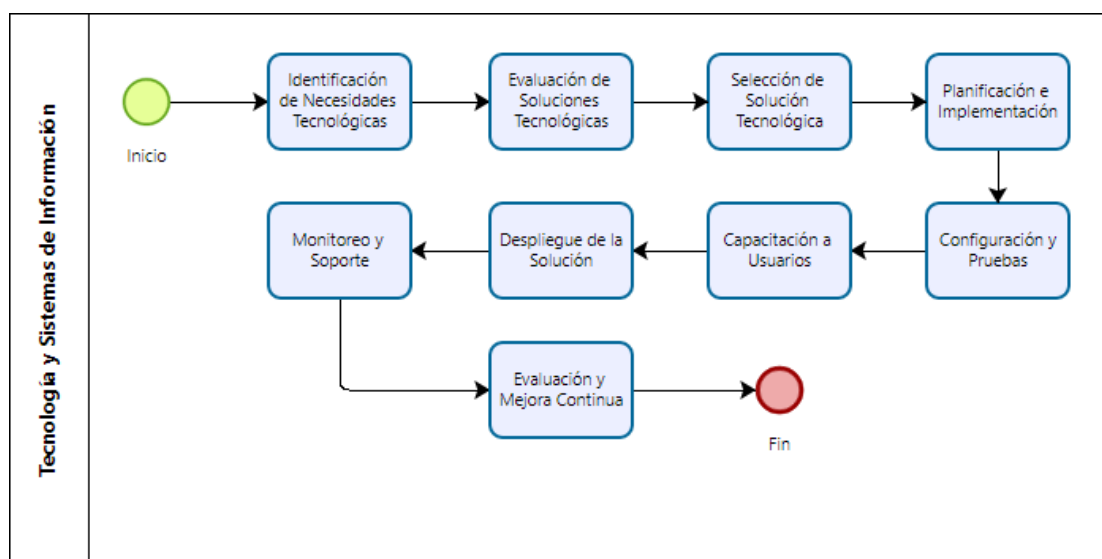 Tecnología y Sistemas de Información
Inicio
Identificación
de Necesidades
Tecnológicas
Evaluación de
Soluciones
Tecnológicas
Selección de
Solución
Tecnológica
Planificación e
Implementación
Configuración y
Pruebas
Capacitación a
Usuarios
Despliegue de la
Solución
Monitoreo y
Soporte
Evaluación y
Mejora Continua
Fin